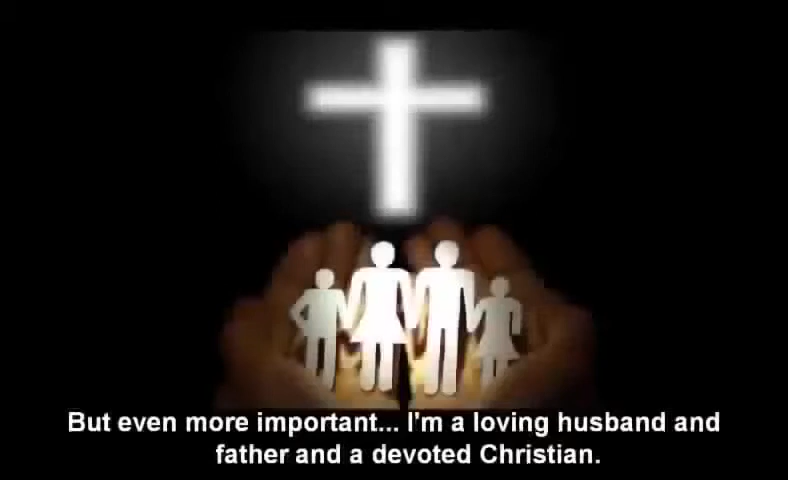 But even more important... I'm a loving husband and
father and a devoted Christian.